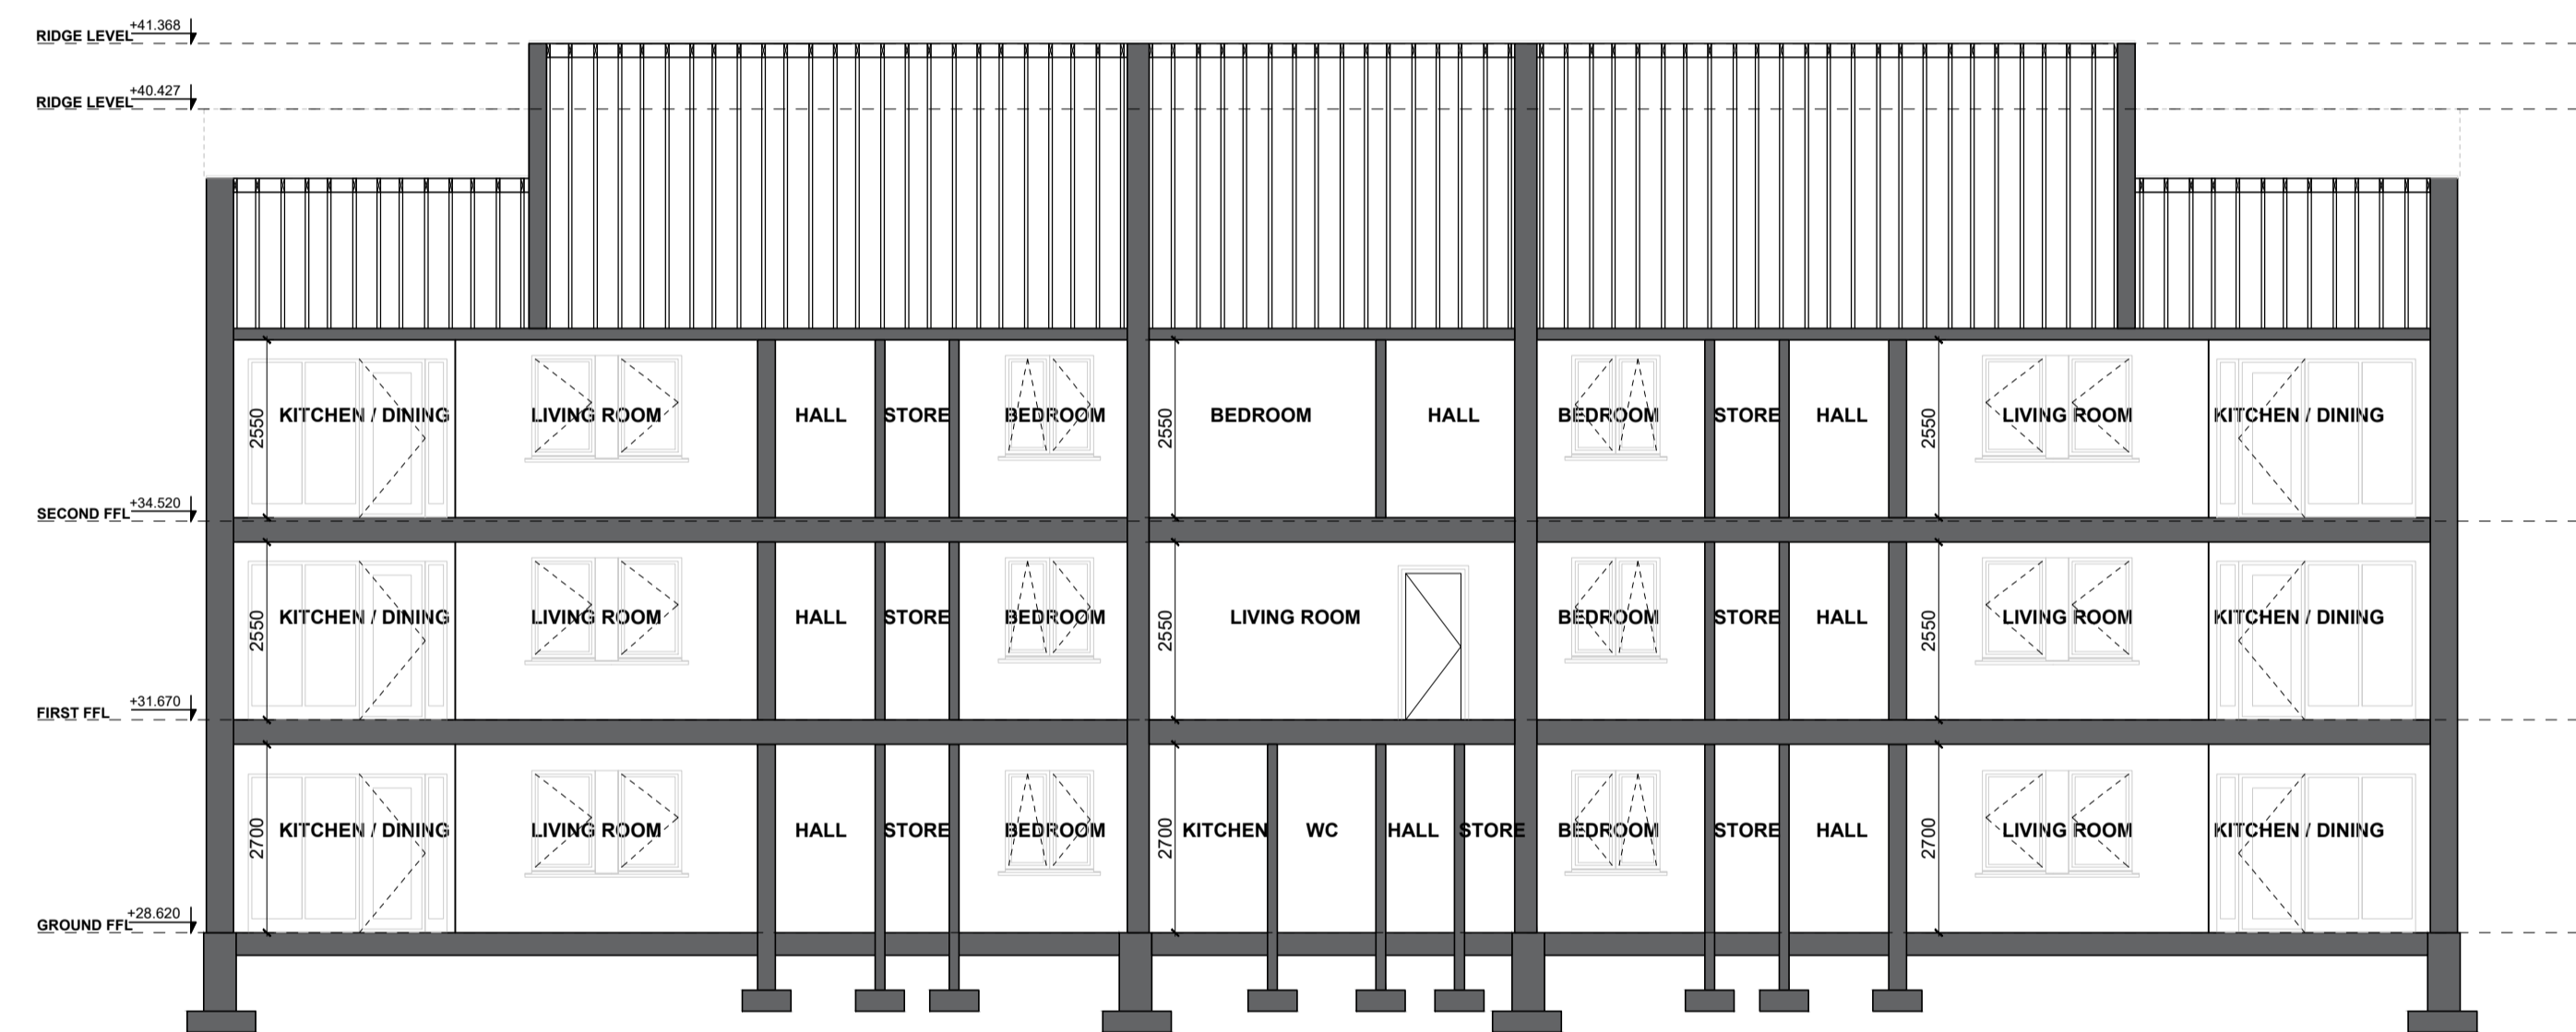 RIDGE LEVEL +41.368
RIDGE LEVEL +40.427
KITCHEN / DINING LIVING ROOM HALL STORE BEDROOM BEDROOM HALL BEDROOM STORE HALL LIVING ROOM KITCHEN / DINING
2550 2550 2550
SECOND FFL +34.520
KITCHEN / DINING LIVING ROOM HALL STORE BEDROOM LIVING ROOM BEDROOM STORE HALL LIVING ROOM KITCHEN / DINING
2550 2550 2550
FIRST FFL +31.670
KITCHEN / DINING LIVING ROOM HALL STORE BEDROOM KITCHEN WC HALL STORE BEDROOM STORE HALL LIVING ROOM KITCHEN / DINING
2700 2700 2700
GROUND FFL +28.620